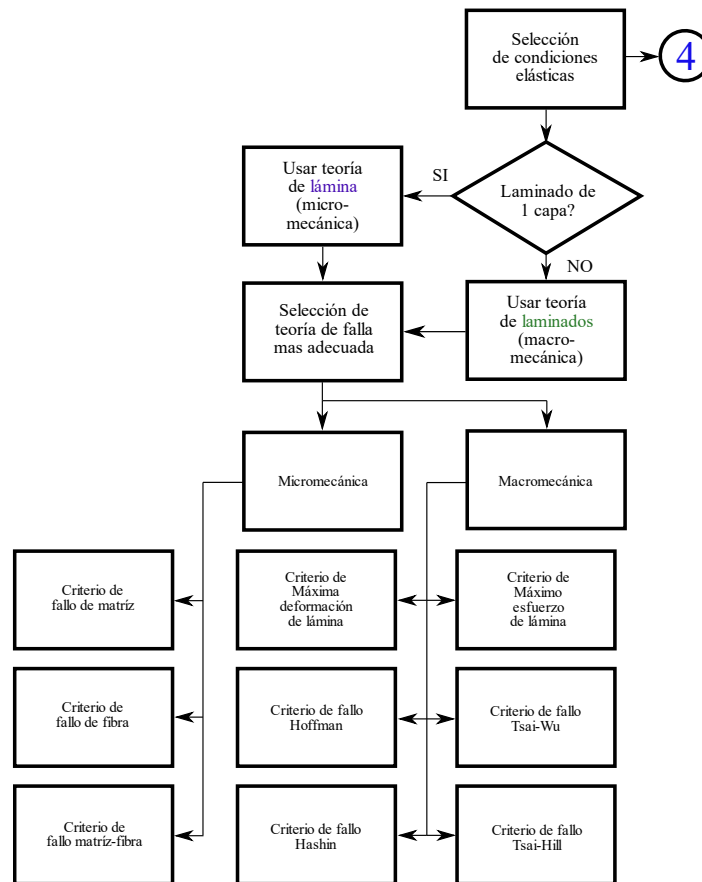 Selección
de condiciones
elásticas
4
Usar teoría
de lámina
(micro-
mecánica)
SI
Laminado de
1 capa?
NO
Selección de
teoría de falla
mas adecuada
Usar teoría
de laminados
(macro-
mecánica)
Micromecánica
Macromecánica
Criterio de
fallo de matríz
Criterio de
Máxima
deformación
de lámina
Criterio de
Máximo
esfuerzo
de lámina
Criterio de
fallo de fibra
Criterio de fallo
Hoffman
Criterio de fallo
Tsai-Wu
Criterio de
fallo matríz-fibra
Criterio de fallo
Hashin
Criterio de fallo
Tsai-Hill